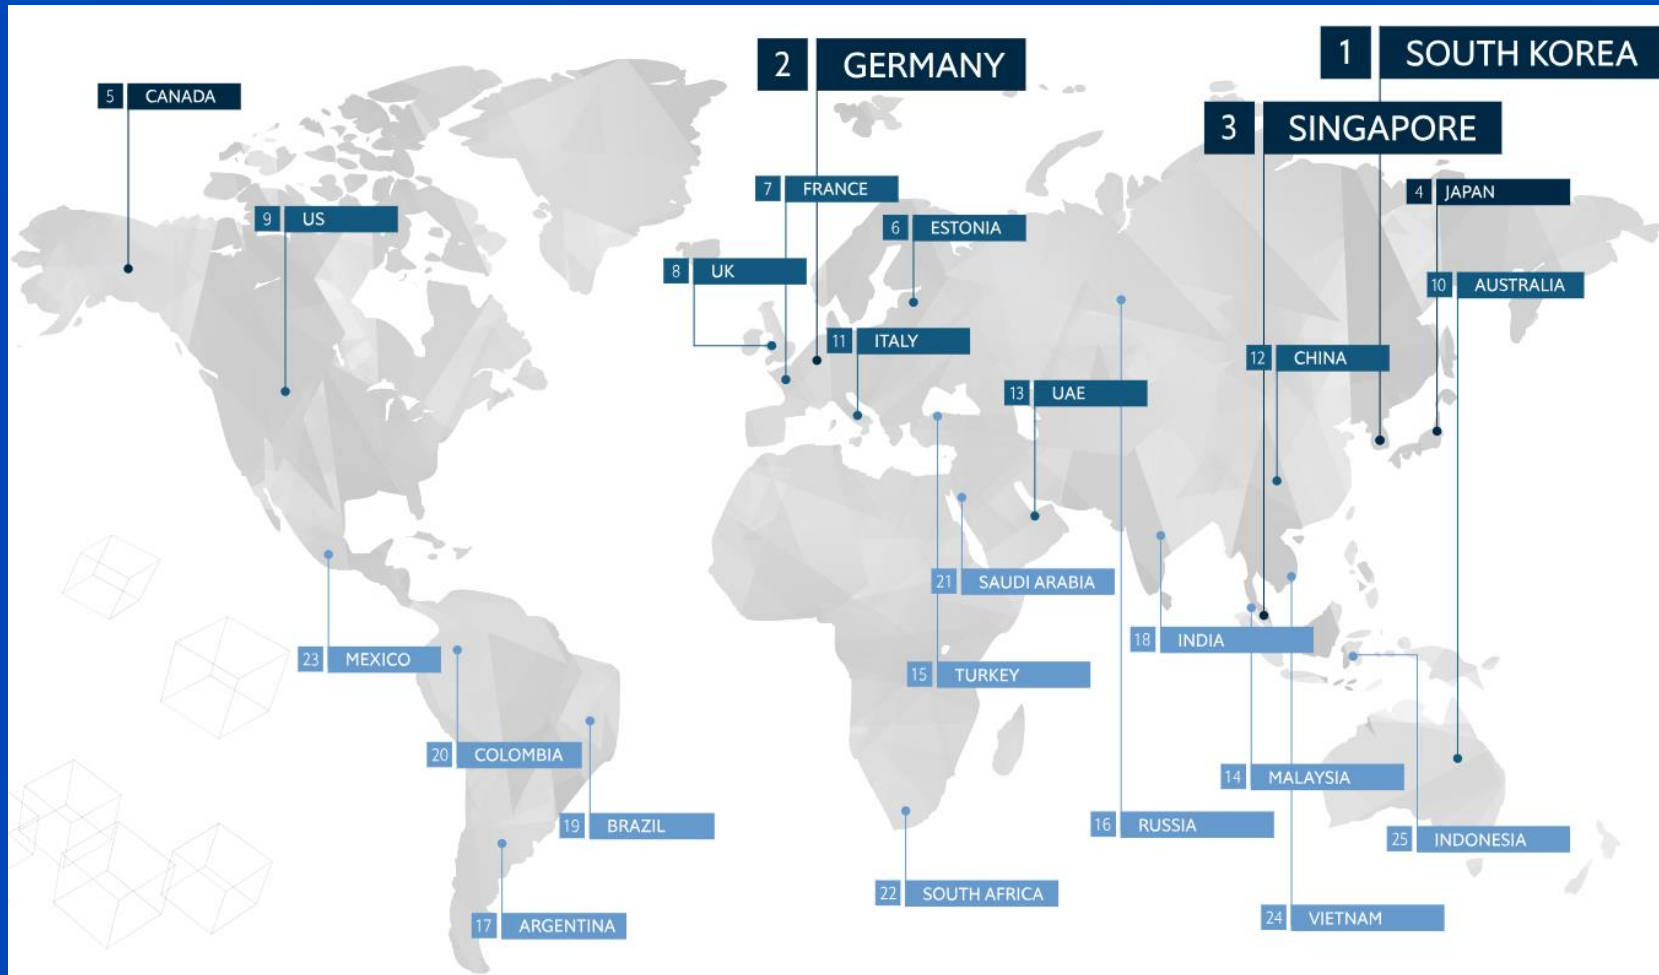 1 SOUTH KOREA
2 GERMANY
5 CANADA
3 SINGAPORE
7 FRANCE
4 JAPAN
9 US
6 ESTONIA
8 UK
10 AUSTRALIA
11 ITALY
12 CHINA
13 UAE
21 SAUDI ARABIA
18 INDIA
23 MEXICO
15 TURKEY
20 COLOMBIA
14 MALAYSIA
19 BRAZIL
16 RUSSIA
25 INDONESIA
22 SOUTH AFRICA
24 VIETNAM
17 ARGENTINA